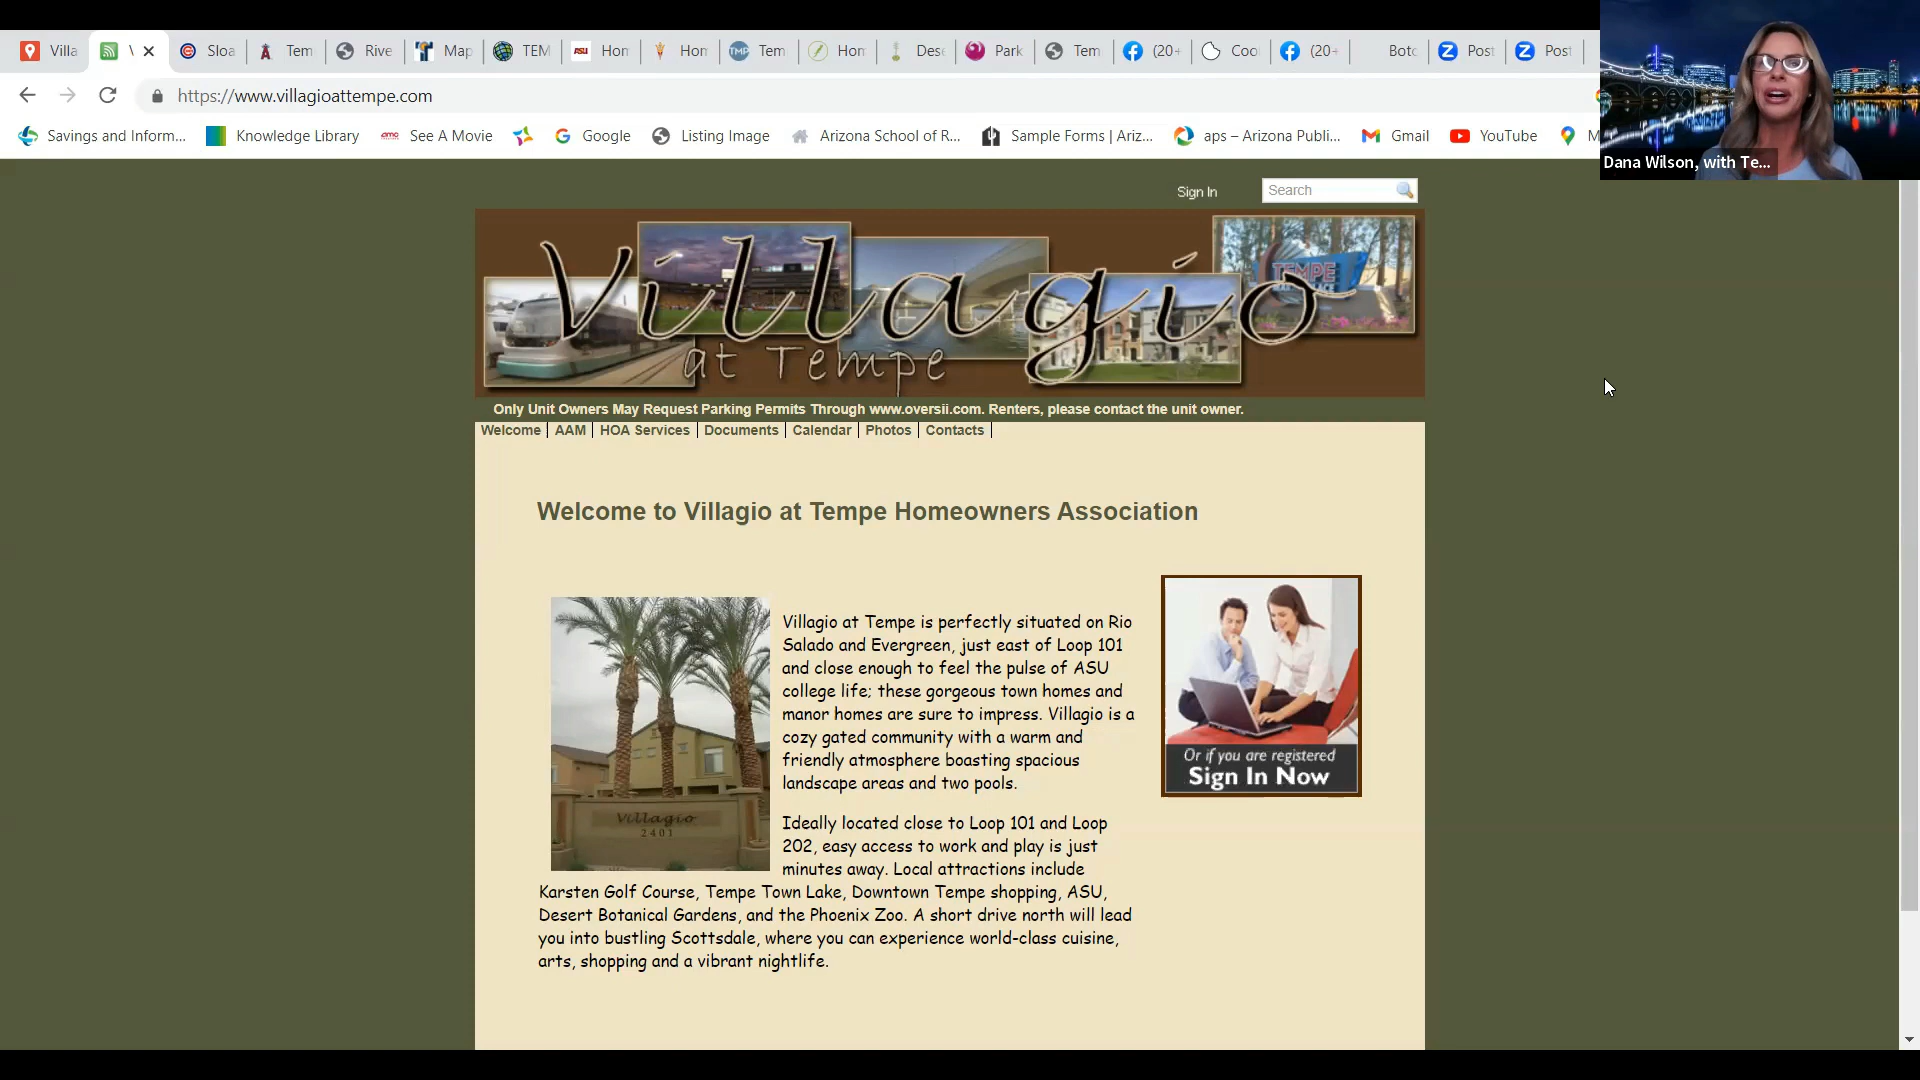 Villa
V
Sloa
Tem
Rive
Map
TEM
ASU
Hon
Hon
TMP
Tem
Hon
Dese
Park
Tem
(20+
Coo
(20+
Botc
Z
Post
Z
Post
https://www.villagioattempe.com
Savings and Inform...
Knowledge Library
amc
See A Movie
Google
Listing Image
Arizona School of R...
Sample Forms | Ariz...
aps – Arizona Publi...
Gmail
YouTube
M
Dana Wilson, with Te...
Sign In
Search
Villagio
at Tempe
TEMPE
Only Unit Owners May Request Parking Permits Through www.oversii.com. Renters, please contact the unit owner.
Welcome
AAM
HOA Services
Documents
Calendar
Photos
Contacts
Welcome to Villagio at Tempe Homeowners Association
Villagio at Tempe is perfectly situated on Rio
Salado and Evergreen, just east of Loop 101
and close enough to feel the pulse of ASU
college life; these gorgeous town homes and
manor homes are sure to impress. Villagio is a
cozy gated community with a warm and
friendly atmosphere boasting spacious
landscape areas and two pools.
Ideally located close to Loop 101 and Loop
202, easy access to work and play is just
minutes away. Local attractions include
Karsten Golf Course, Tempe Town Lake, Downtown Tempe shopping, ASU,
Desert Botanical Gardens, and the Phoenix Zoo. A short drive north will lead
you into bustling Scottsdale, where you can experience world-class cuisine,
arts, shopping and a vibrant nightlife.
Villagio
2401
Or if you are registered
Sign In Now